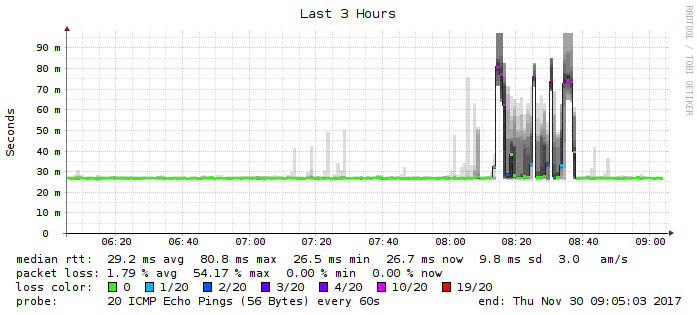 Last 3 Hours
RRDTOOL / TOBI OETIKER
Seconds
90 m
80 m
70 m
60 m
50 m
40 m
30 m
20 m
10 m
0
06:20 06:40 07:00 07:20 07:40 08:00 08:20 08:40 09:00
median rtt: 29.2 ms avg 80.8 ms max 26.5 ms min 26.7 ms now 9.8 ms sd 3.0 am/s
packet loss: 1.79 % avg 54.17 % max 0.00 % min 0.00 % now
loss color: 0 1/20 2/20 3/20 4/20 10/20 19/20
probe: 20 ICMP Echo Pings (56 Bytes) every 60s end: Thu Nov 30 09:05:03 2017